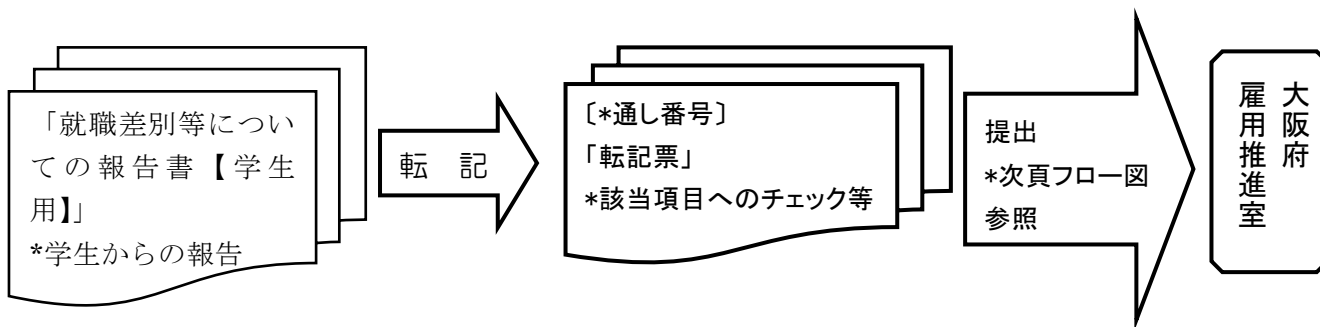 「就職差別等につい
ての報告書【学生
用】」
*学生からの報告
転　記
〔*通し番号〕
「転記票」
*該当項目へのチェック等
提出
*次頁フロー図
参照
大阪府
雇用推進室